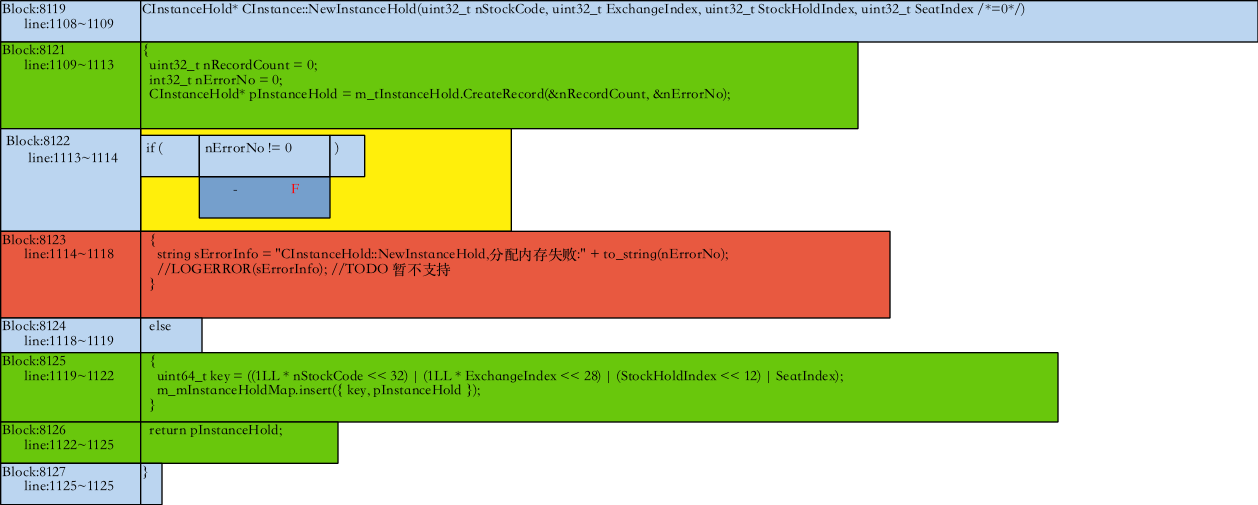 Block:8119
line:1108~1109
CInstanceHold* CInstance::NewInstanceHold(uint32_t nStockCode, uint32_t ExchangeIndex, uint32_t StockHoldIndex, uint32_t SeatIndex /*=0*/)
Block:8121
line:1109~1113
{
uint32_t nRecordCount = 0;
int32_t nErrorNo = 0;
CInstanceHold* pInstanceHold = m_tInstanceHold.CreateRecord(&nRecordCount, &nErrorNo);
Block:8122
line:1113~1114
if ( nErrorNo != 0 )
- F
Block:8123
line:1114~1118
{
string sErrorInfo = "CInstanceHold::NewInstanceHold,分配内存失败:" + to_string(nErrorNo);
//LOGERROR(sErrorInfo); //TODO 暂不支持
}
Block:8124
line:1118~1119
else
Block:8125
line:1119~1122
{
uint64_t key = ((1LL * nStockCode << 32) | (1LL * ExchangeIndex << 28) | (StockHoldIndex << 12) | SeatIndex);
m_mInstanceHoldMap.insert({ key, pInstanceHold });
}
Block:8126
line:1122~1125
return pInstanceHold;
Block:8127
line:1125~1125
}